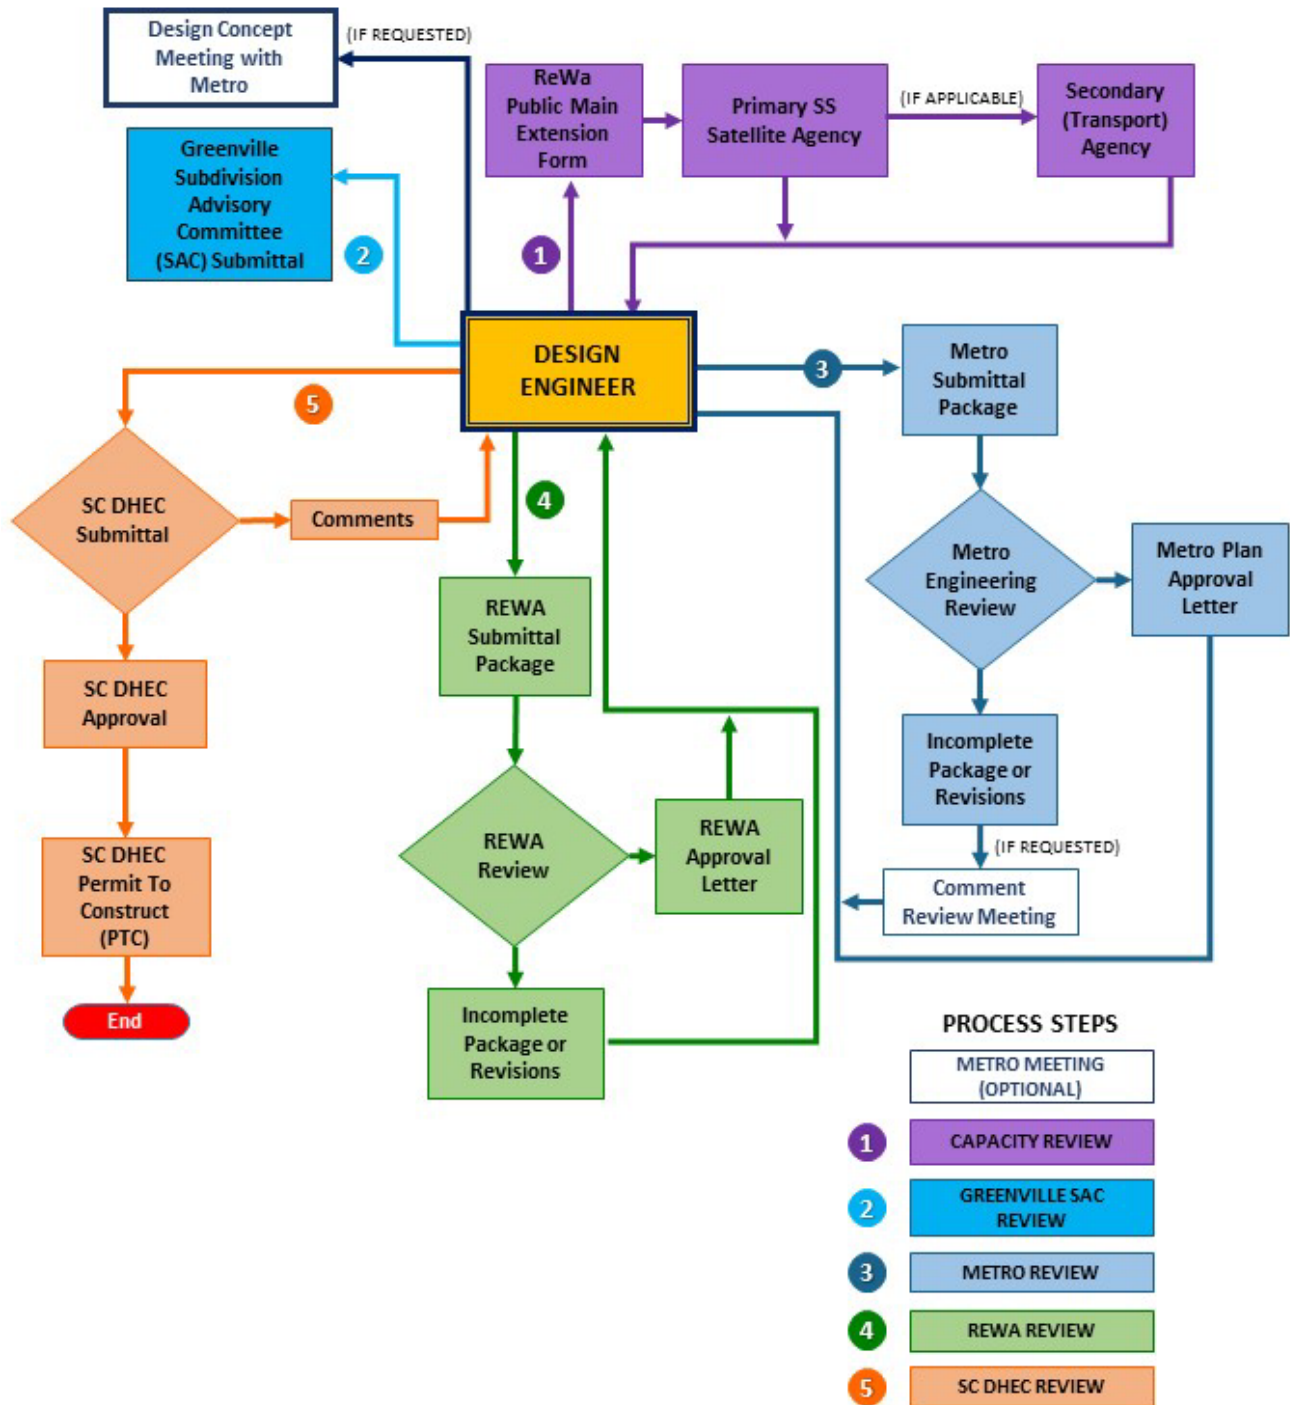 Design Concept
Meeting with
Metro
(IF REQUESTED)
ReWa
Public Main
Extension
Form
Primary SS
Satellite Agency
(IF APPLICABLE)
Secondary
(Transport)
Agency
Greenville
Subdivision
Advisory
Committee
(SAC) Submittal
2
1
DESIGN
ENGINEER
3
Metro
Submittal
Package
5
SC DHEC
Submittal
Comments
4
Metro
Engineering
Review
Metro Plan
Approval
Letter
REWA
Submittal
Package
SC DHEC
Approval
Incomplete
Package or
Revisions
(IF REQUESTED)
Comment
Review Meeting
REWA
Review
REWA
Approval
Letter
SC DHEC
Permit To
Construct
(PTC)
End
Incomplete
Package or
Revisions
PROCESS STEPS
METRO MEETING
(OPTIONAL)
1 CAPACITY REVIEW
2 GREENVILLE SAC
REVIEW
3 METRO REVIEW
4 REWA REVIEW
5 SC DHEC REVIEW